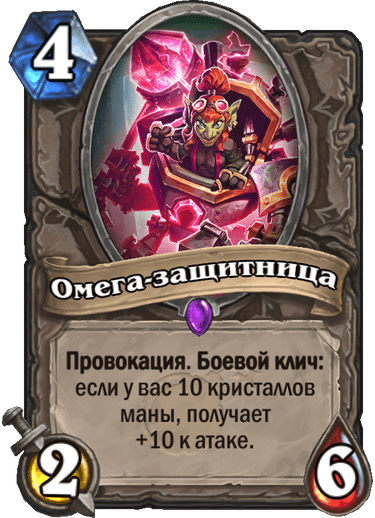 4
Омега-защитница
Провокация. Боевой клич:
если у вас 10 кристаллов
маны, получает
+10 к атаке.
2
6